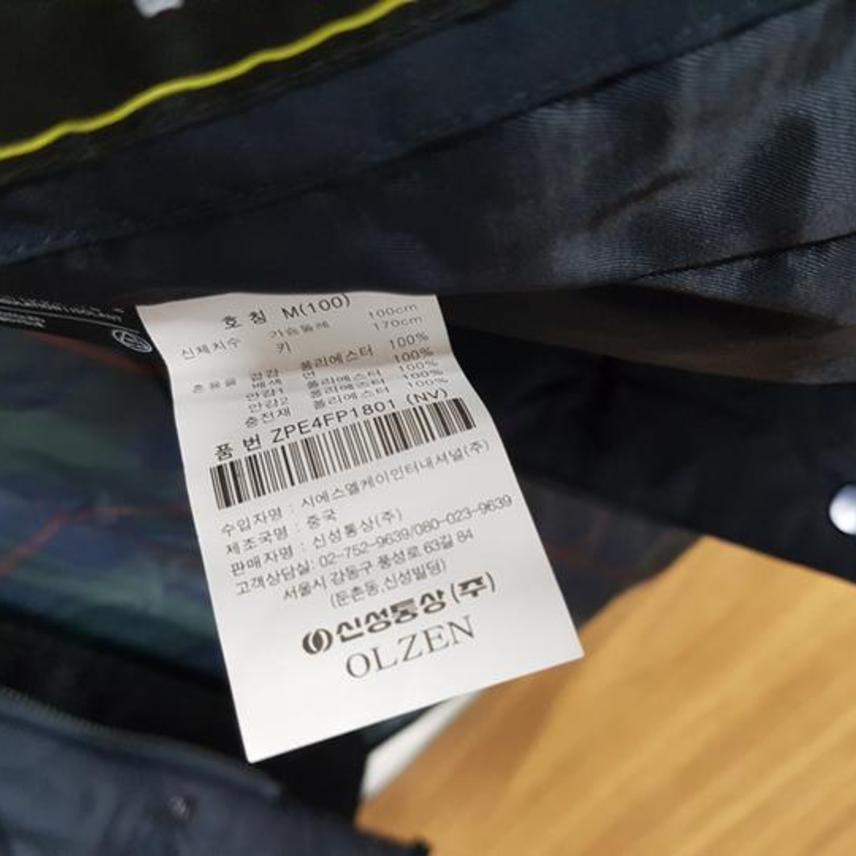 호 칭 M(100)
신체치수 가슴둘레 100cm
키 170cm
혼용율 겉감 폴리에스터 100%
배색 면 100%
안감1 폴리에스터 100%
안감2 폴리에스터 100%
충전재 폴리에스터 100%
품 번 ZPE4FP1801 (NV)
수입자명 : 시에스엘케이인터내셔널(주)
제조국명 : 중국
판매자명 : 신성통상(주)
고객상담실: 02-752-9639/080-023-9639
서울시 강동구 풍성로 63길 84
(둔촌동,신성빌딩)
신성통상(주)
OLZEN